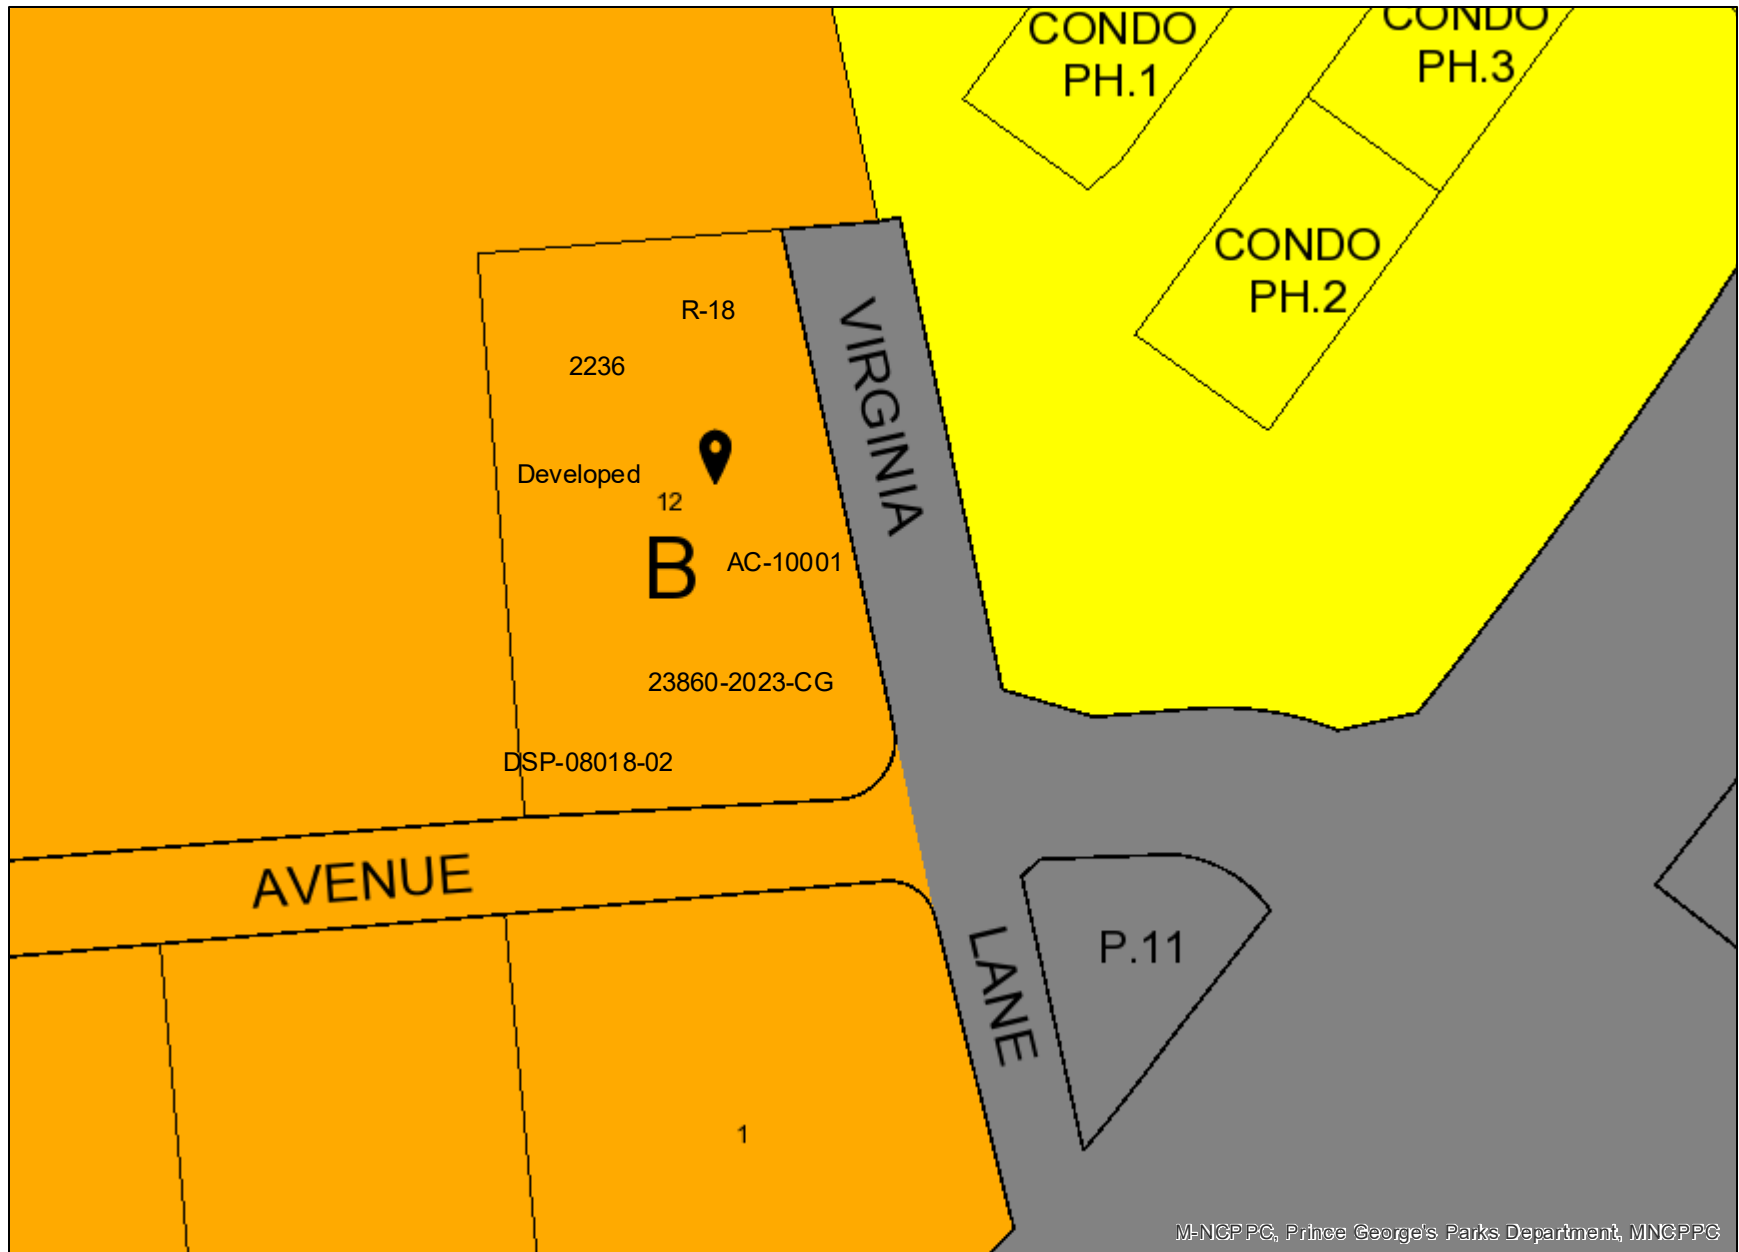 CONDO
PH.1
CONDO
PH.3
CONDO
PH.2
R-18
2236
VIRGINIA
Developed
12
B
AC-10001
23860-2023-CG
DSP-08018-02
AVENUE
LANE
P.11
1
M-NCPPC, Prince George's Parks Department, MNCPPC